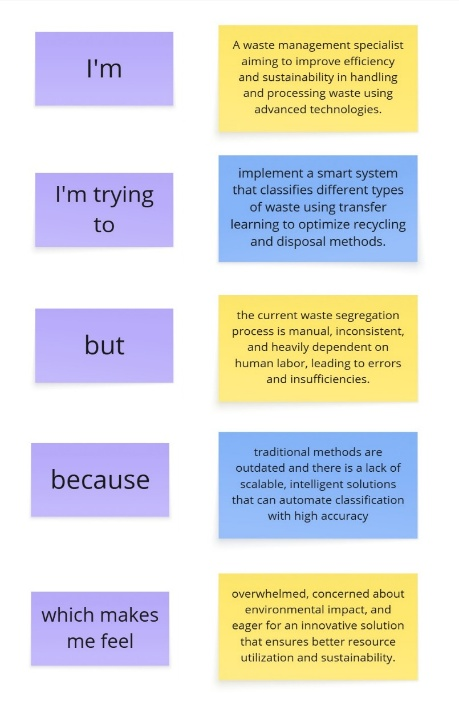 I'm
A waste management specialist
aiming to improve efficiency
and sustainability in handling
and processing waste using
advanced technologies.
I'm trying
to
implement a smart system
that classifies different types
of waste using transfer
learning to optimize recycling
and disposal methods.
but
the current waste segregation
process is manual, inconsistent,
and heavily dependent on
human labor, leading to errors
and insufficiencies.
because
traditional methods are
outdated and there is a lack of
scalable, intelligent solutions
that can automate classification
with high accuracy
which makes
me feel
overwhelmed, concerned about
environmental impact, and
eager for an innovative solution
that ensures better resource
utilization and sustainability.